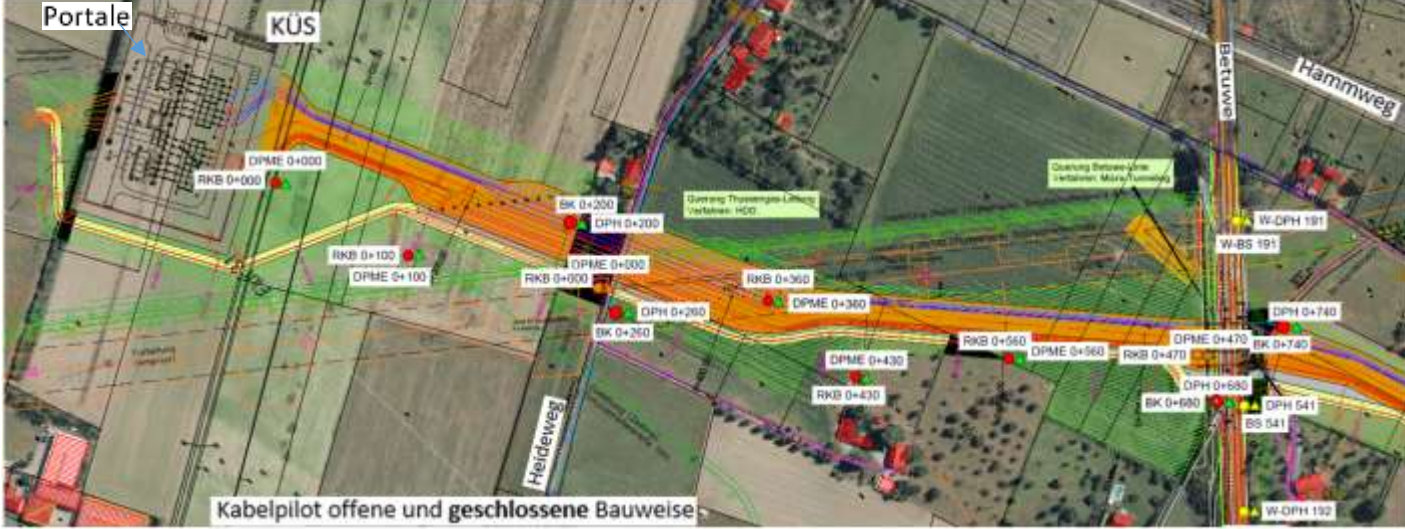 Portale
KÜS
Betuwe
Hammweg
DPME 0+000
RKB 0+000
BK 0+200
DPH 0+200
Querung Thyssengas-Leitung
Verfahren: HDD
Querung Betuwe-Linie
Verfahren: Micro-Tunneling
W-DPH 191
W-BS 191
RKB 0+100
DPME 0+100
DPME 0+000
RKB 0+000
RKB 0+360
DPME 0+360
DPH 0+260
BK 0+260
DPH 0+740
BK 0+740
DPME 0+470
RKB 0+470
RKB 0+560
DPME 0+560
DPME 0+430
RKB 0+430
DPH 0+680
BK 0+680
DPH 541
BS 541
Heideweg
W-DPH 192
Kabelpilot offene und geschlossene Bauweise